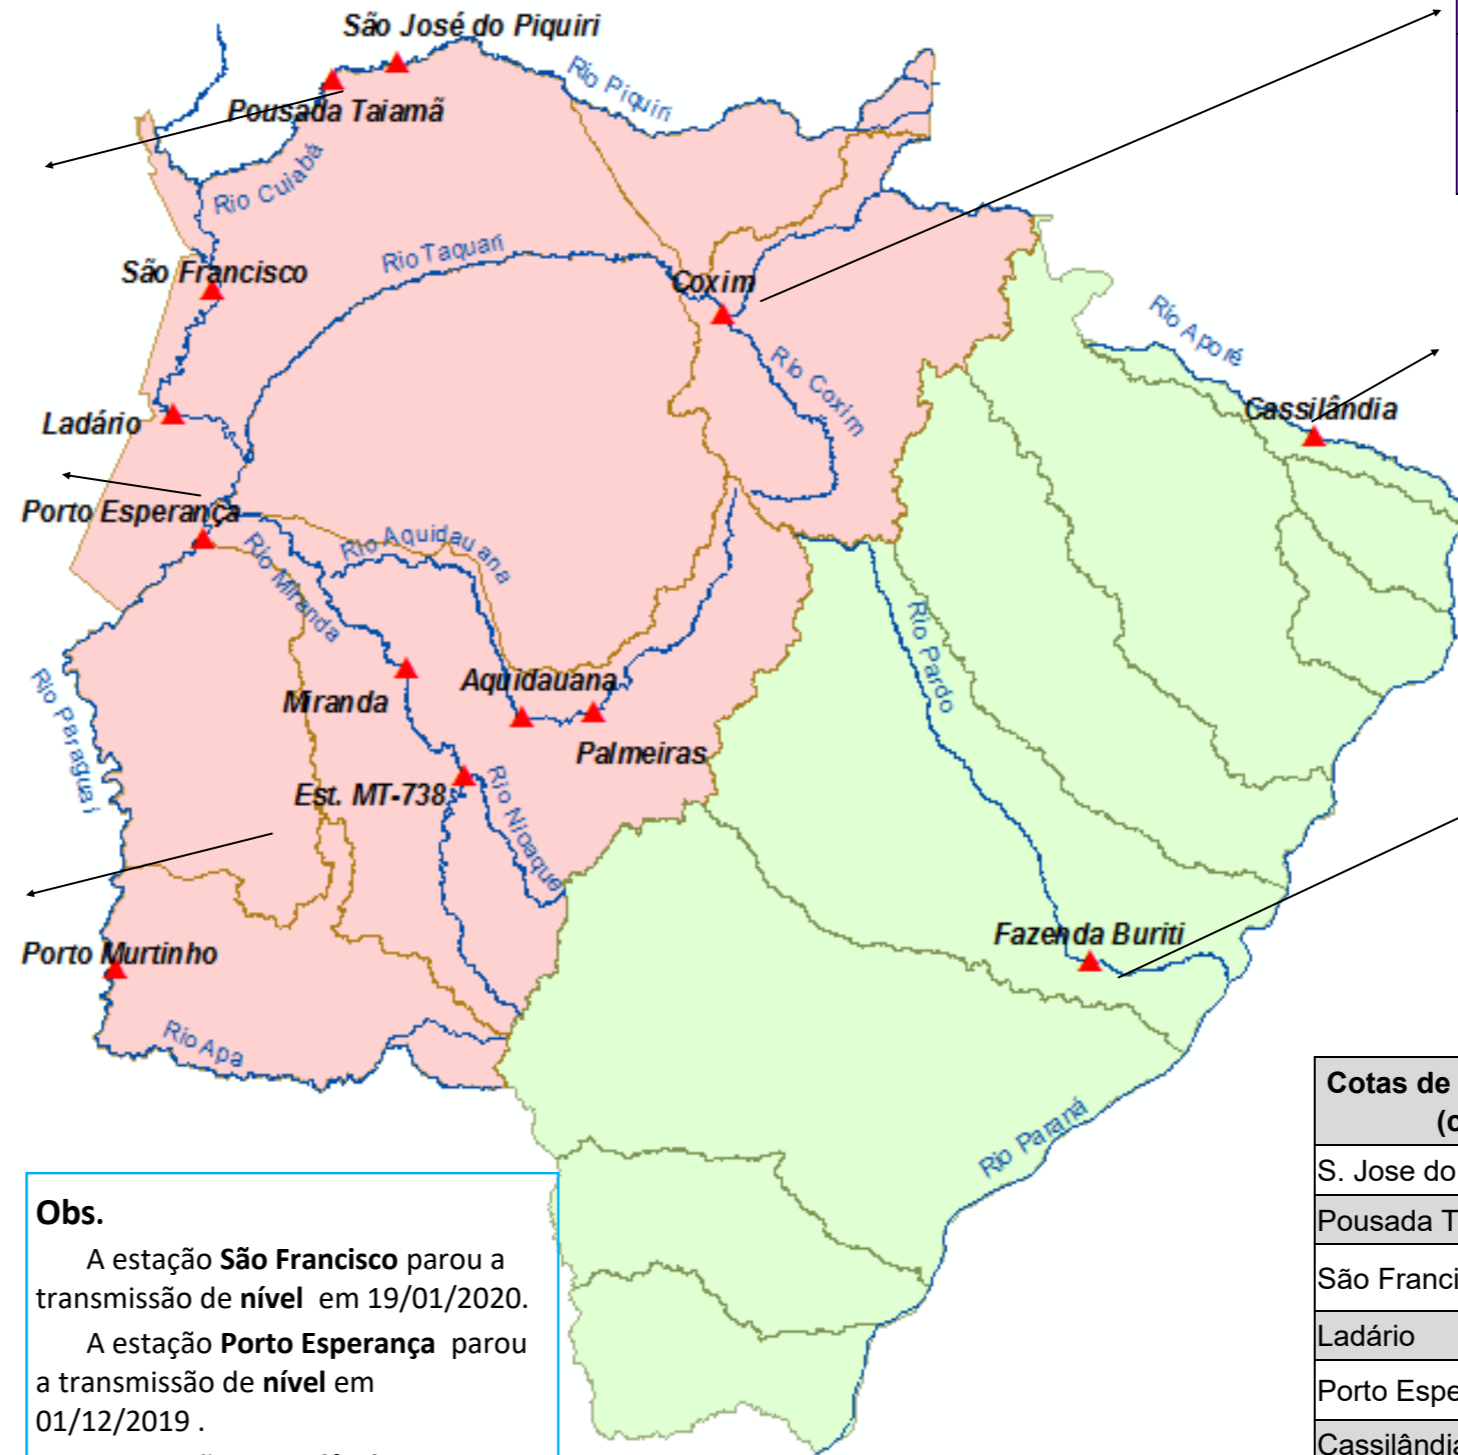 São José do Piquiri
Rio Piquiri
Pousada Taiamã
Rio Cuiabá
Rio Taquari
São Francisco
Coxim
Rio Aporé
Rio Coxim
Cassilândia
Ladário
Porto Esperança
Rio Aquidauana
Rio Miranda
Rio Pardo
Rio Paraguai
Aquidauana
Miranda
Palmeiras
Est. MT-738
Rio Nioaque
Fazenda Buriti
Porto Murtinho
Rio Apa
Rio Paraná
Obs.
A estação São Francisco parou a
transmissão de nível em 19/01/2020.
A estação Porto Esperança parou
a transmissão de nível em
01/12/2019 .
Cotas de
(c
S. Jose do
Pousada T
São Franci
Ladário
Porto Espe
Cassilândia